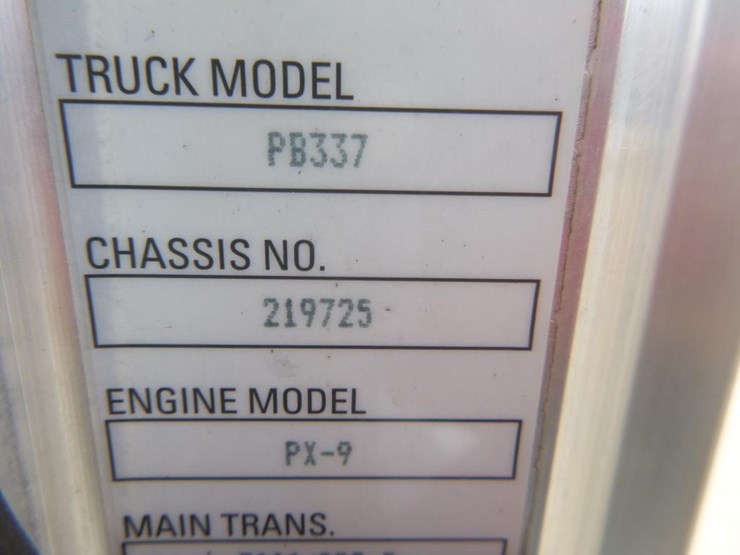 TRUCK MODEL
PB337
CHASSIS NO.
219725
ENGINE MODEL
PX-9
MAIN TRANS.